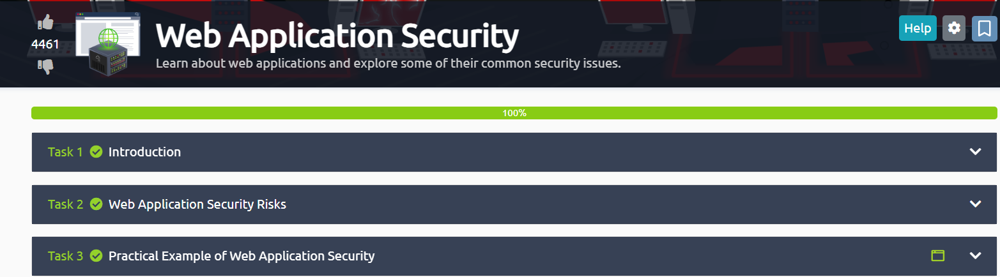 4461
Web Application Security
Learn about web applications and explore some of their common security issues.
Help
100%
Task 1 Introduction
Task 2 Web Application Security Risks
Task 3 Practical Example of Web Application Security